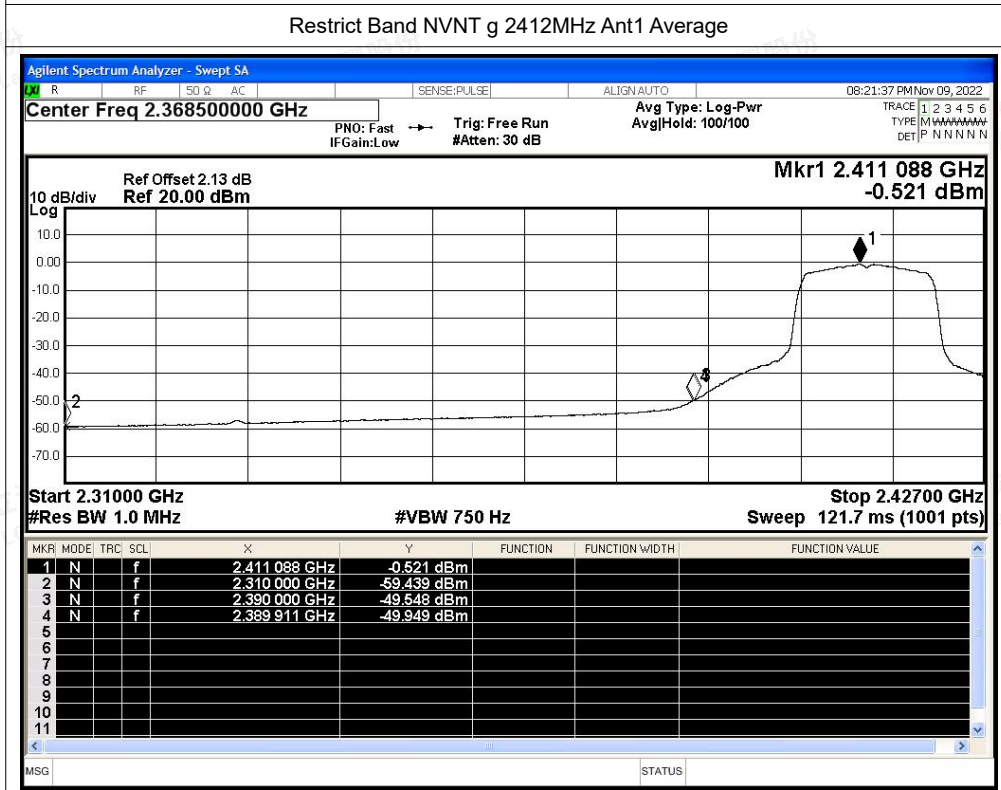 Restrict Band NVNT g 2412MHz Ant1 Average
Agilent Spectrum Analyzer - Swept SA
LXI R RF 50 Ω AC SENSE:PULSE ALIGN AUTO 08:21:37 PM Nov 09, 2022
Center Freq 2.368500000 GHz Avg Type: Log-Pwr TRACE 1 2 3 4 5 6
PNO: Fast Trig: Free Run Avg|Hold: 100/100 TYPE M WWWWW
IFGain:Low #Atten: 30 dB DET P N N N N N
Mkr1 2.411 088 GHz
Ref Offset 2.13 dB
10 dB/div Ref 20.00 dBm -0.521 dBm
Log
10.0
1
0.00
-10.0
-20.0
-30.0
-40.0
4
-50.0
2
-60.0
-70.0
Start 2.31000 GHz Stop 2.42700 GHz
#Res BW 1.0 MHz #VBW 750 Hz Sweep 121.7 ms (1001 pts)
MKR MODE TRC SCL X Y FUNCTION FUNCTION WIDTH FUNCTION VALUE
1 N f 2.411 088 GHz -0.521 dBm
2 N f 2.310 000 GHz -59.439 dBm
3 N f 2.390 000 GHz -49.548 dBm
4 N f 2.389 911 GHz -49.949 dBm
5
6
7
8
9
10
11
MSG STATUS